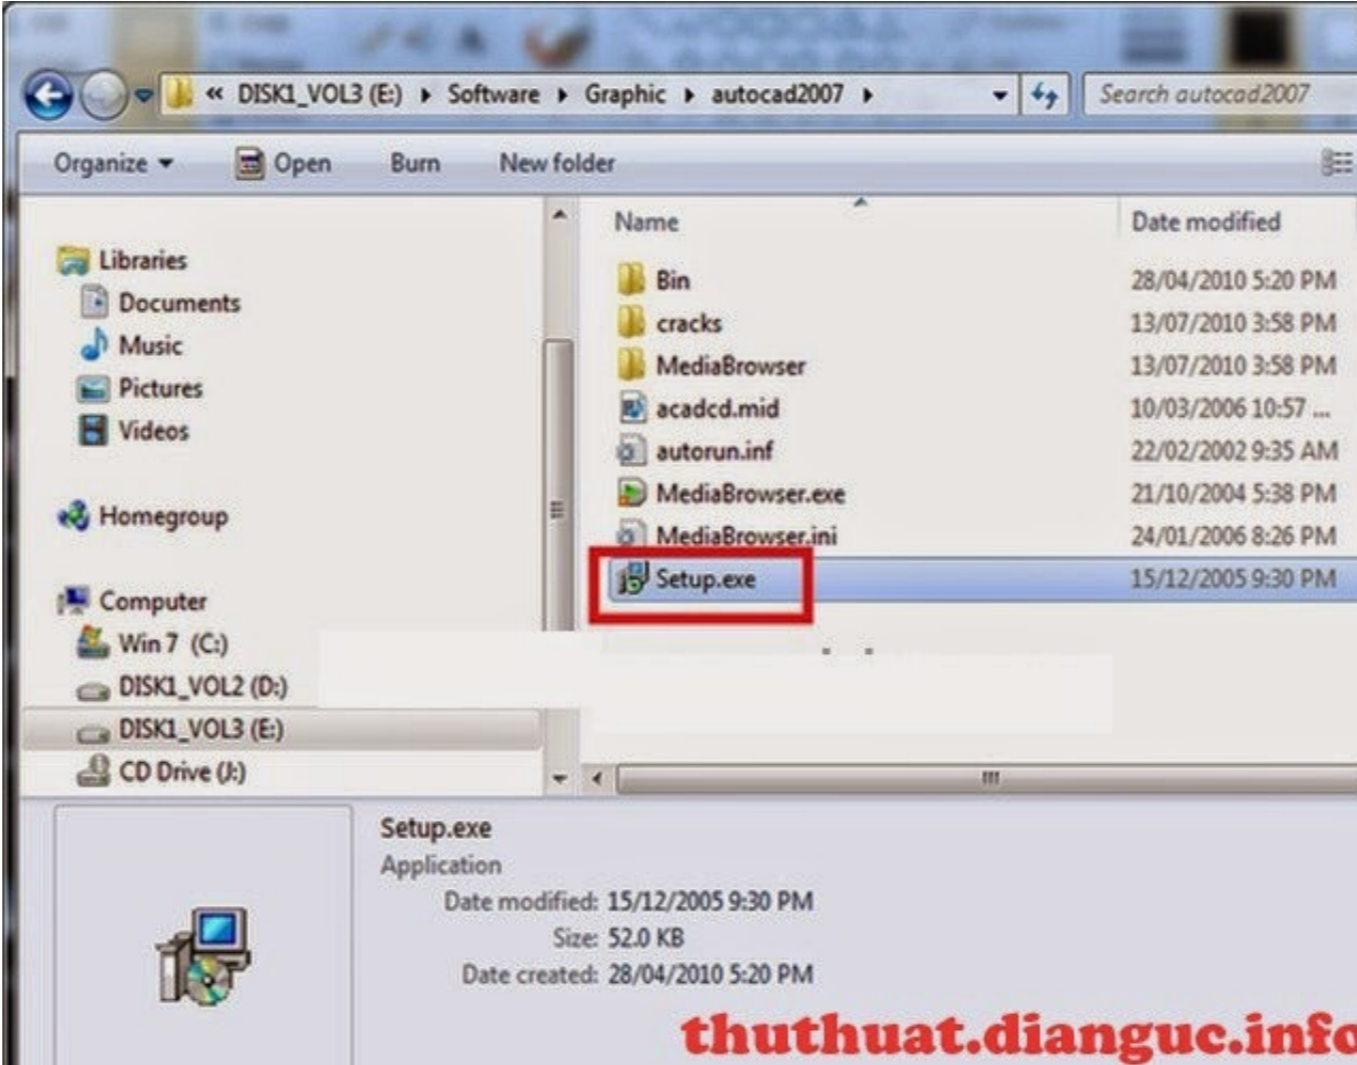 « DISK1_VOL3 (E:) Software Graphic autocad2007 Search autocad2007
Organize Open Burn New folder
Name Date modified
Libraries
Documents
Music
Pictures
Videos
Homegroup
Computer
Win 7 (C:)
DISK1_VOL2 (D:)
DISK1_VOL3 (E:)
CD Drive (J:)
Bin 28/04/2010 5:20 PM
cracks 13/07/2010 3:58 PM
MediaBrowser 13/07/2010 3:58 PM
acadcd.mid 10/03/2006 10:57 ...
autorun.inf 22/02/2002 9:35 AM
MediaBrowser.exe 21/10/2004 5:38 PM
MediaBrowser.ini 24/01/2006 8:26 PM
Setup.exe 15/12/2005 9:30 PM
Setup.exe
Application
Date modified: 15/12/2005 9:30 PM
Size: 52.0 KB
Date created: 28/04/2010 5:20 PM
thuthuat.dianguc.info